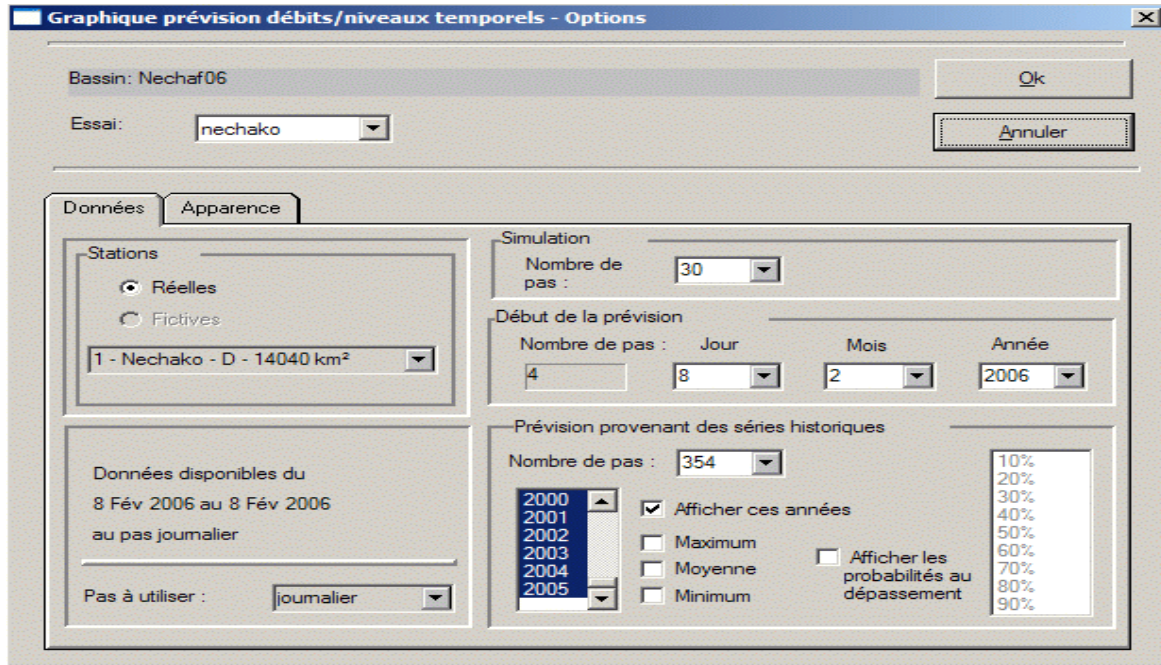 Graphique prévision débits/niveaux temporels - Options
Bassin: Nechaf06
Ok
Essai:
nechako
Annuler
Données
Apparence
Stations
Réelles
Fictives
1 - Nechako - D - 14040 km²
Données disponibles du
8 Fév 2006 au 8 Fév 2006
au pas journalier
Pas à utiliser :
journalier
Simulation
Nombre de
pas :
30
Début de la prévision
Nombre de pas :
Jour
Mois
Année
4
8
2
2006
Prévision provenant des séries historiques
Nombre de pas :
354
2000
2001
2002
2003
2004
2005
Afficher ces années
Maximum
Moyenne
Minimum
Afficher les
probabilités au
dépassement
10%
20%
30%
40%
50%
60%
70%
80%
90%